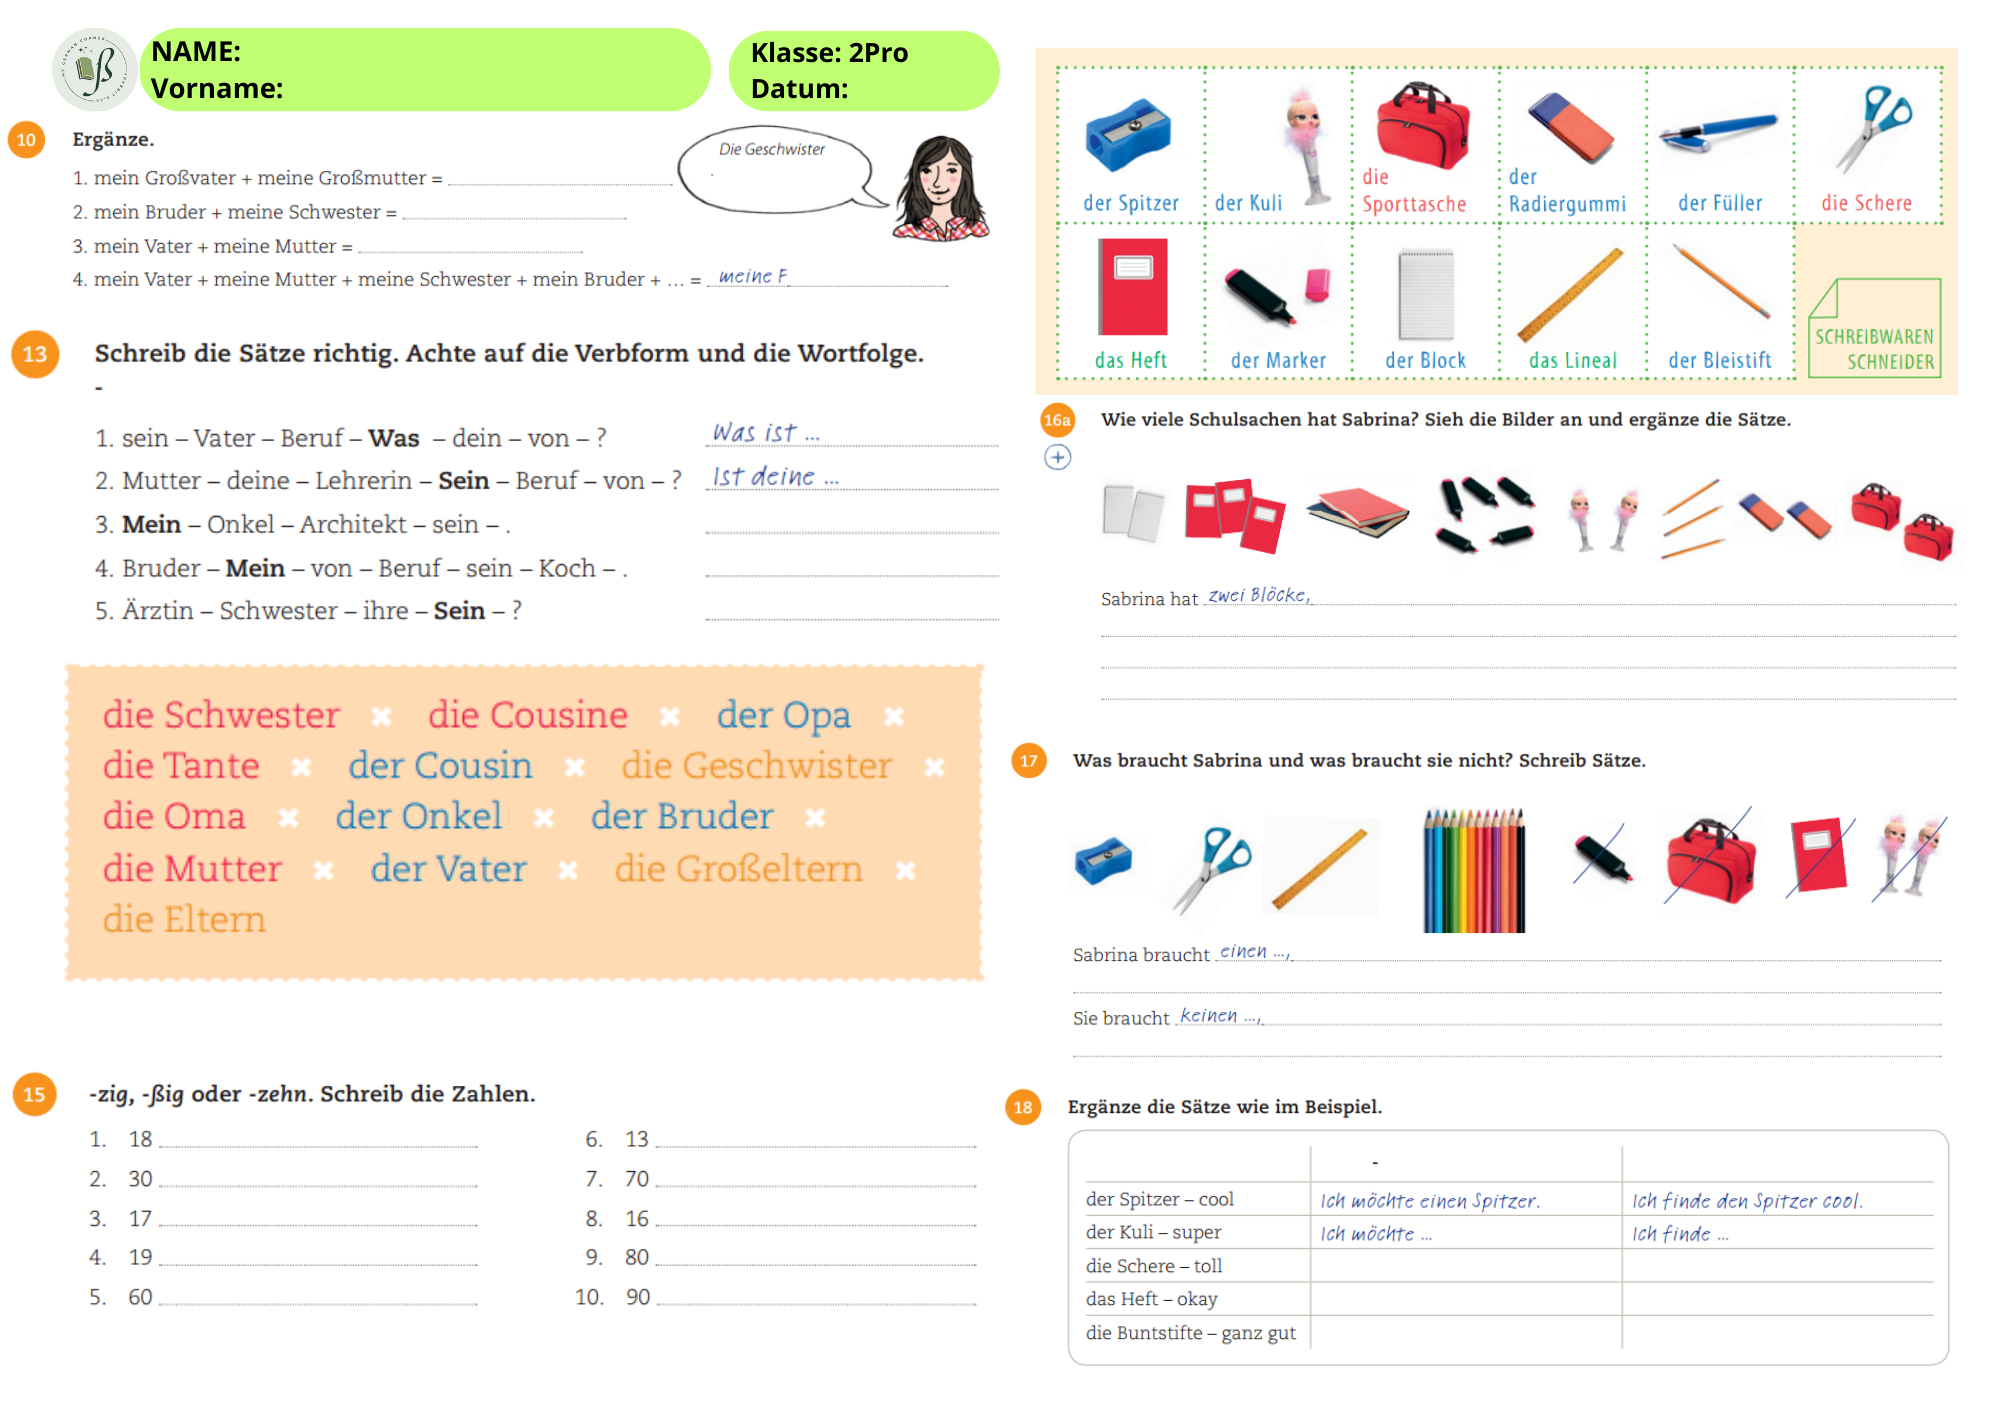 NAME:
Vorname:
Klasse: 2Pro
Datum:
ß
10 Ergänze.
Die Geschwister
.
1. mein Großvater + meine Großmutter =
2. mein Bruder + meine Schwester =
3. mein Vater + meine Mutter =
4. mein Vater + meine Mutter + meine Schwester + mein Bruder + ... = meine F
13 Schreib die Sätze richtig. Achte auf die Verbform und die Wortfolge.
-
1. sein – Vater – Beruf – Was – dein – von – ? Was ist ...
2. Mutter – deine – Lehrerin – Sein – Beruf – von – ? Ist deine ...
3. Mein – Onkel – Architekt – sein – .
4. Bruder – Mein – von – Beruf – sein – Koch – .
5. Ärztin – Schwester – ihre – Sein – ?
die Schwester ✖ die Cousine ✖ der Opa ✖
die Tante ✖ der Cousin ✖ die Geschwister ✖
die Oma ✖ der Onkel ✖ der Bruder ✖
die Mutter ✖ der Vater ✖ die Großeltern ✖
die Eltern
15 -zig, -ßig oder -zehn. Schreib die Zahlen.
1. 18
2. 30
3. 17
4. 19
5. 60
6. 13
7. 70
8. 16
9. 80
10. 90
der Spitzer
der Kuli
die
Sporttasche
der
Radiergummi
der Füller
die Schere
das Heft
der Marker
der Block
das Lineal
der Bleistift
SCHREIBWAREN
SCHNEIDER
16a Wie viele Schulsachen hat Sabrina? Sieh die Bilder an und ergänze die Sätze.
+
Sabrina hat zwei Blöcke,
17 Was braucht Sabrina und was braucht sie nicht? Schreib Sätze.
Sabrina braucht einen ...,
Sie braucht keinen ...,
18 Ergänze die Sätze wie im Beispiel.
-
der Spitzer – cool Ich möchte einen Spitzer. Ich finde den Spitzer cool.
der Kuli – super Ich möchte ... Ich finde ...
die Schere – toll
das Heft – okay
die Buntstifte – ganz gut